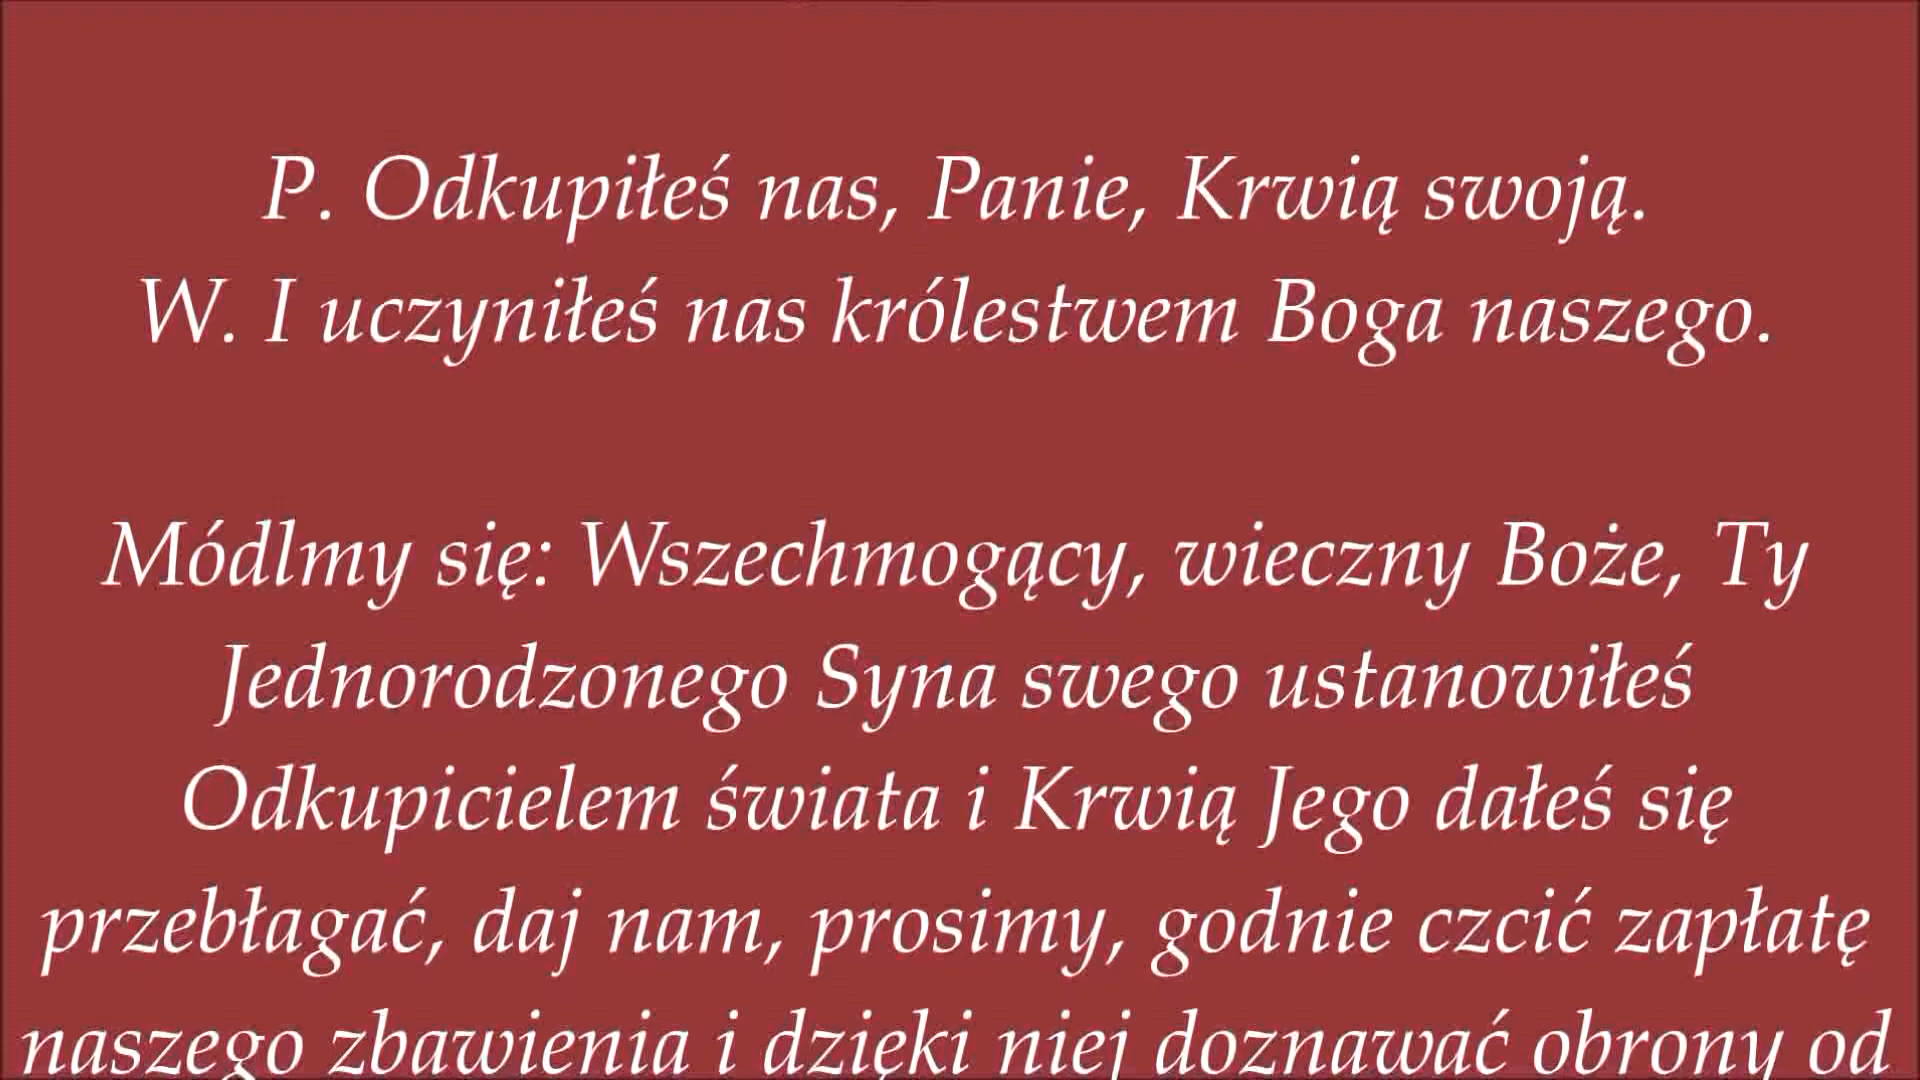 P. Odkupiłeś nas, Panie, Krwią swoją.
W. I uczyniłeś nas królestwem Boga naszego.
Módlmy się: Wszechmogący, wieczny Boże, Ty
Jednorodzonego Syna swego ustanowiłeś
Odkupicielem świata i Krwią Jego dałeś się
przebłagać, daj nam, prosimy, godnie czcić zapłatę
naszego zbawienia i dzięki niej doznawać obrony od